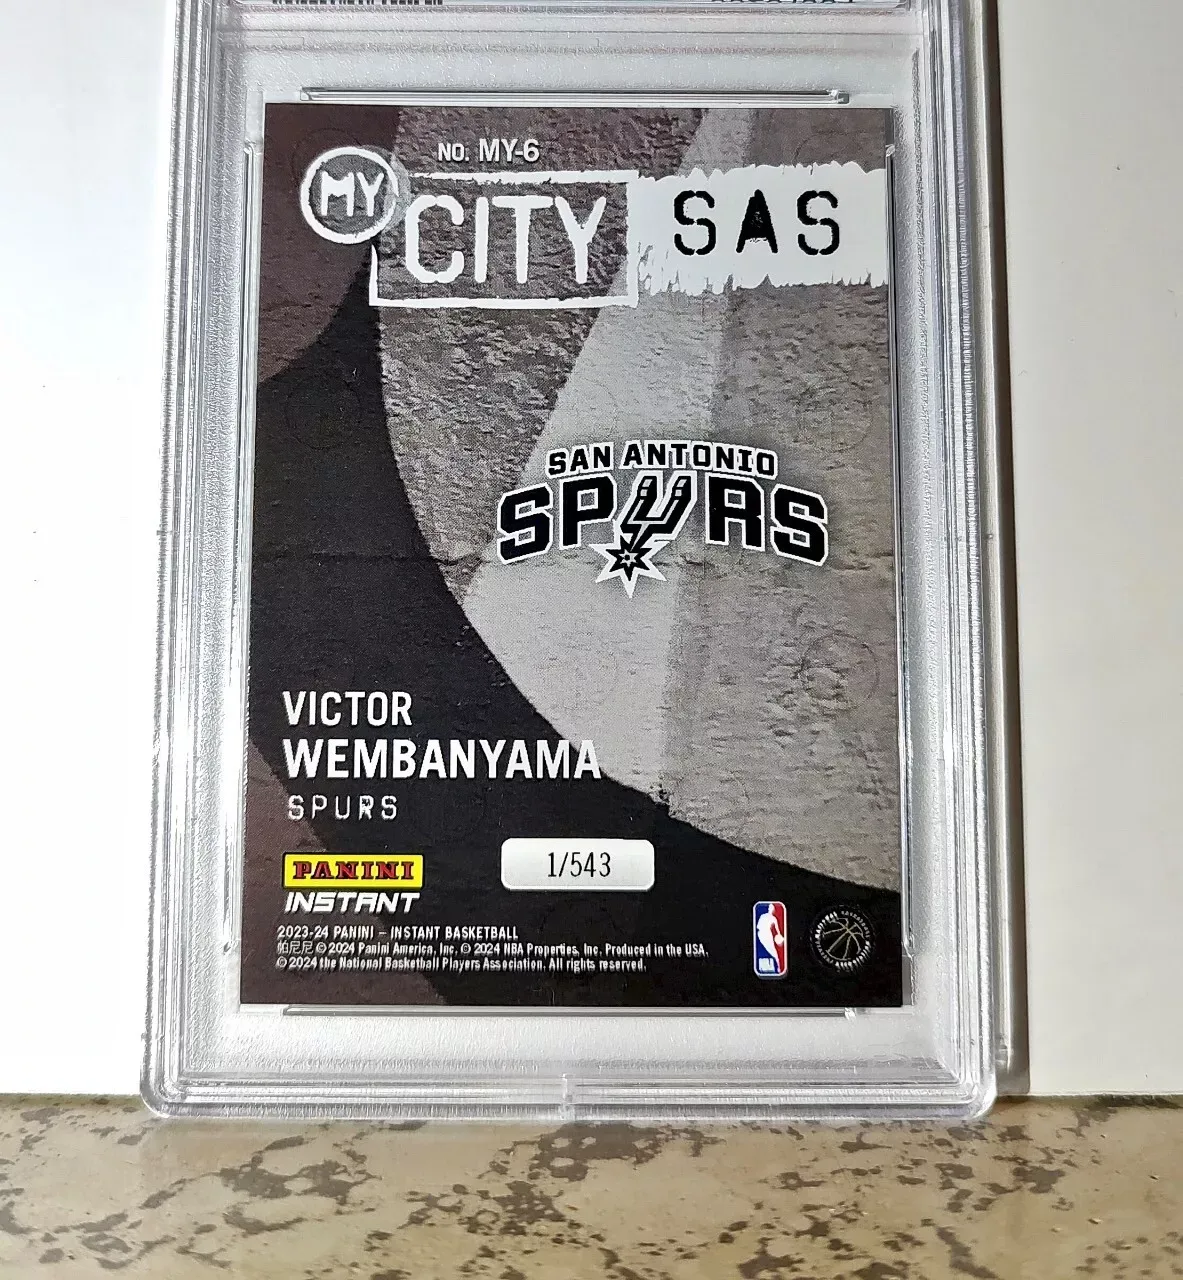 NO. MY-6
MY CITY SAS
SAN ANTONIO
SPURS
VICTOR
WEMBANYAMA
SPURS
1/543
PANINI
INSTANT
2023-24 PANINI – INSTANT BASKETBALL
帕尼尼 © 2024 Panini America, Inc. © 2024 NBA Properties, Inc. Produced in the USA.
© 2024 the National Basketball Players Association. All rights reserved.
NBA